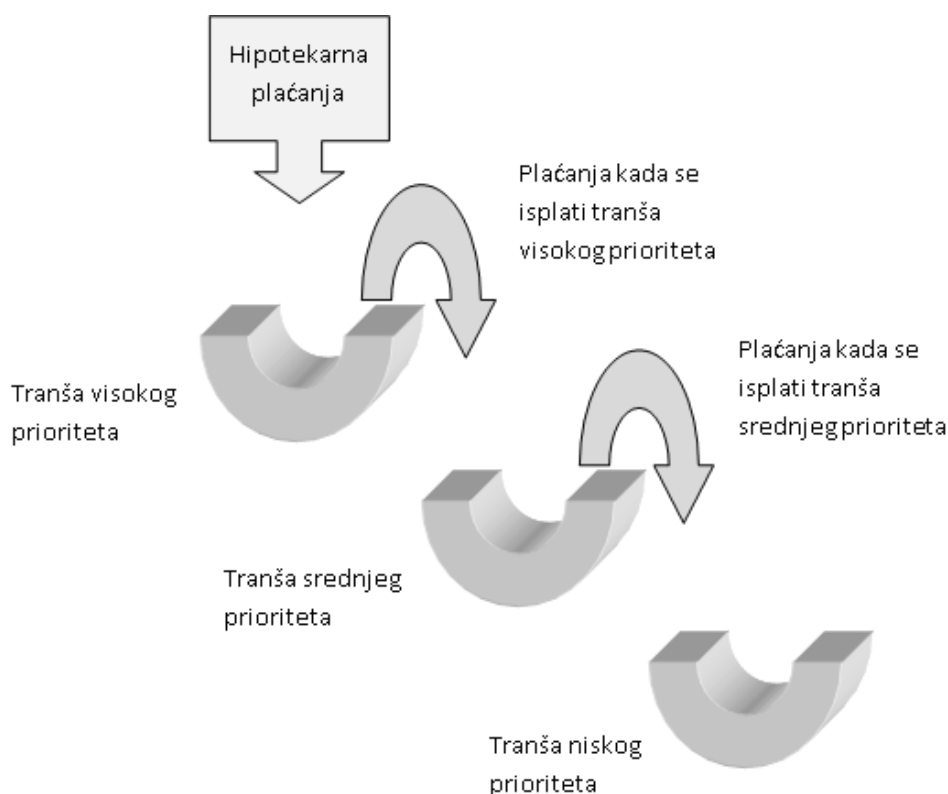 Hipotekarna
plaćanja
Plaćanja kada se
isplati tranša
visokog prioriteta
Plaćanja kada se
isplati tranša
srednjeg prioriteta
Tranša visokog
prioriteta
Tranša srednjeg
prioriteta
Tranša niskog
prioriteta